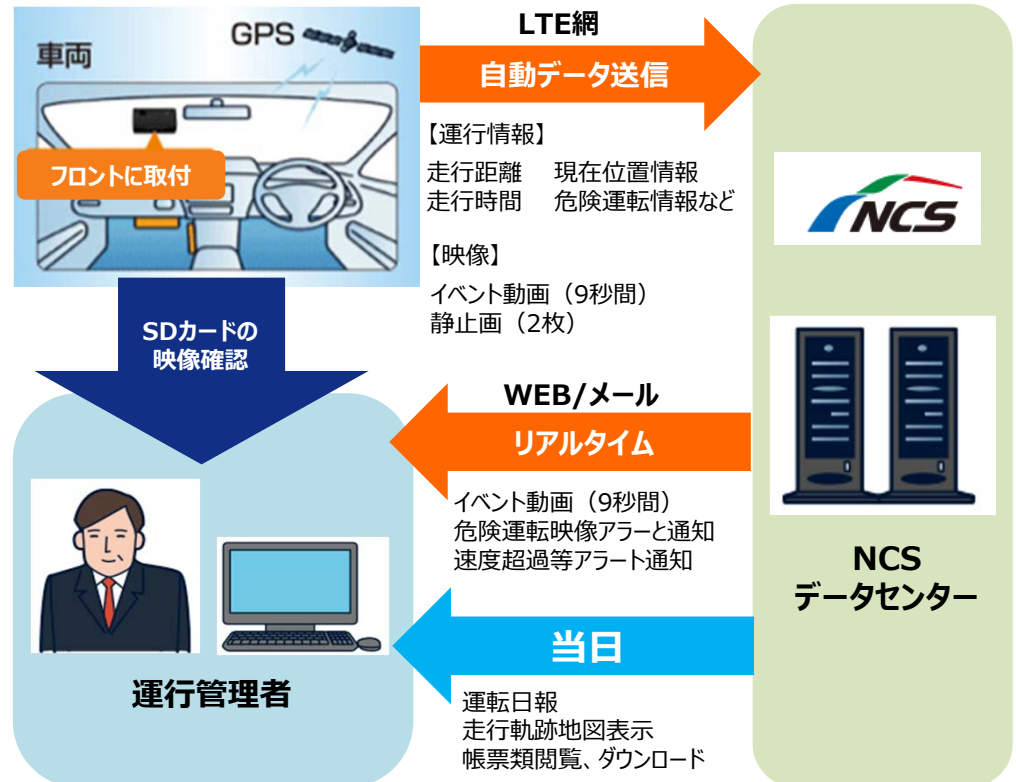 車両
GPS
フロントに取付
LTE網
自動データ送信
【運行情報】
走行距離 現在位置情報
走行時間 危険運転情報など
【映像】
イベント動画（9秒間）
静止画（2枚）
NCS
SDカードの
映像確認
WEB/メール
リアルタイム
イベント動画（9秒間）
危険運転映像アラーと通知
速度超過等アラート通知
NCS
データセンター
当日
運転日報
走行軌跡地図表示
帳票類閲覧、ダウンロード
運行管理者